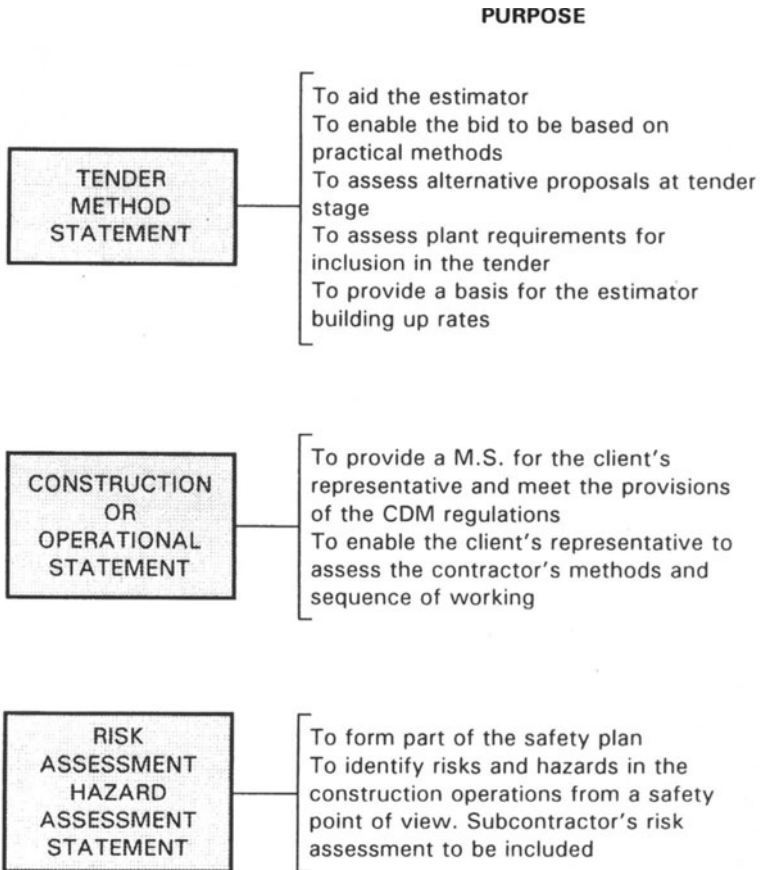 PURPOSE
TENDER
METHOD
STATEMENT
To aid the estimator
To enable the bid to be based on
practical methods
To assess alternative proposals at tender
stage
To assess plant requirements for
inclusion in the tender
To provide a basis for the estimator
building up rates
CONSTRUCTION
OR
OPERATIONAL
STATEMENT
To provide a M.S. for the client's
representative and meet the provisions
of the CDM regulations
To enable the client's representative to
assess the contractor's methods and
sequence of working
RISK
ASSESSMENT
HAZARD
ASSESSMENT
STATEMENT
To form part of the safety plan
To identify risks and hazards in the
construction operations from a safety
point of view. Subcontractor's risk
assessment to be included